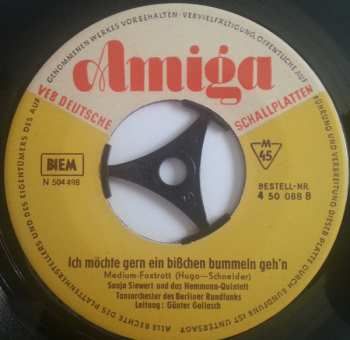 GENOMMENEN WERKES VORBEHALTEN · VERVIELFÄLTIGUNG, ÖFFENTLICHE AUF-
FÜHRUNG UND VERBREITUNG DIESER PLATTE DURCH RUNDFUNK IST UNTERSAGT
ALLE RECHTE DES PLATTENHERSTELLERS UND DES EIGENTÜMERS DES AUF-
Amiga
VEB DEUTSCHE
SCHALLPLATTEN
BIEM
N 504 498
M
45
BESTELL-NR.
4 50 088 B
Ich möchte gern ein bißchen bummeln geh'n
Medium-Foxtrott (Hugo—Schneider)
Sonja Siewert und das Hemmann-Quintett
Tanzorchester des Berliner Rundfunks
Leitung: Günter Gollasch